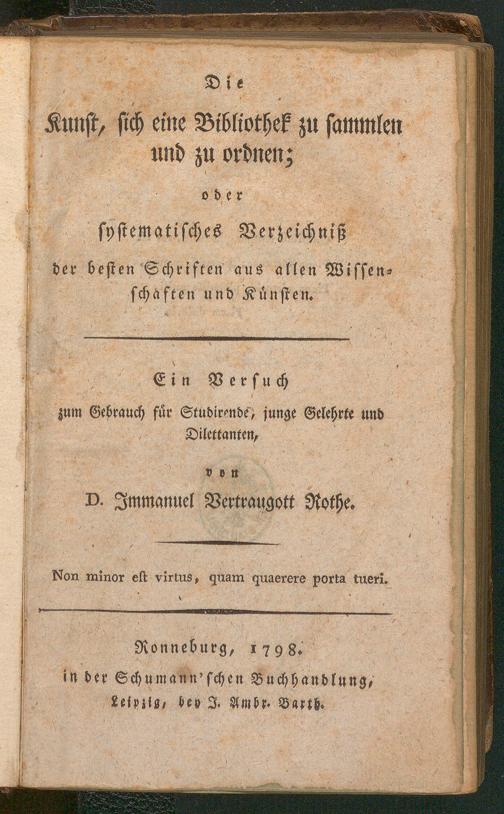 Die
Kunst, sich eine Bibliothek zu sammlen
und zu ordnen;
oder
systematisches Verzeichniß
der besten Schriften aus allen Wissen-
schaften und Künsten.
Ein Versuch
zum Gebrauch für Studirende, junge Gelehrte und
Dilettanten,
von
D. Immanuel Vertraugott Rothe.
Non minor est virtus, quam quaerere porta tueri.
Ronneburg, 1798.
in der Schumann'schen Buchhandlung,
Leipzig, bey J. Ambr. Barth.